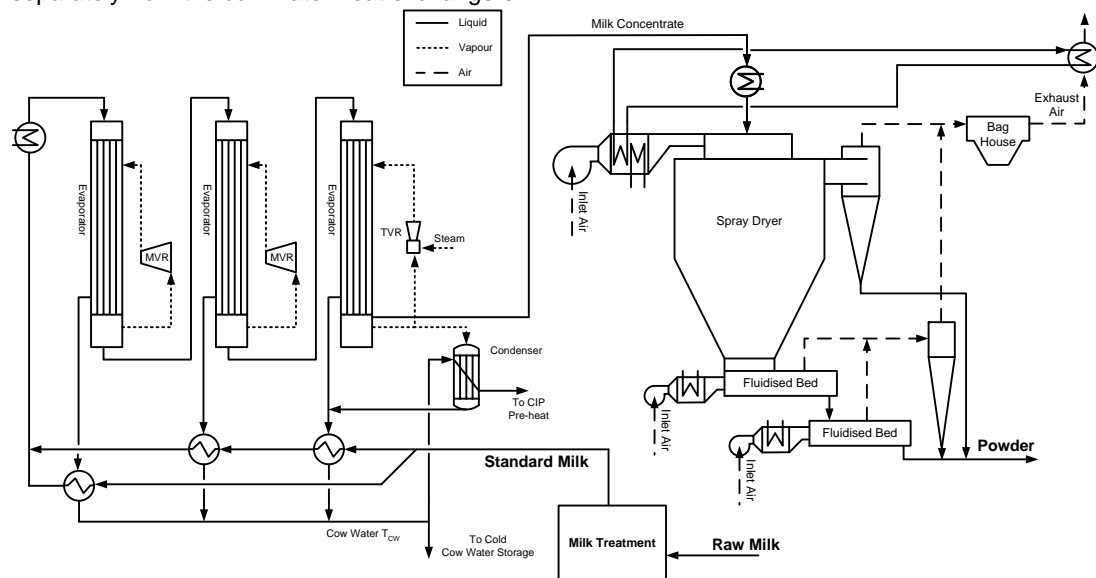 Liquid
Vapour
Air
Milk Concentrate
Exhaust
Air
Bag
House
Evaporator
Evaporator
Evaporator
MVR
MVR
TVR
Steam
Inlet Air
Spray Dryer
Condenser
To CIP
Pre-heat
Fluidised Bed
Inlet Air
Fluidised Bed
Inlet Air
Powder
Standard Milk
Cow Water T_CW
To Cold
Cow Water Storage
Milk Treatment
Raw Milk